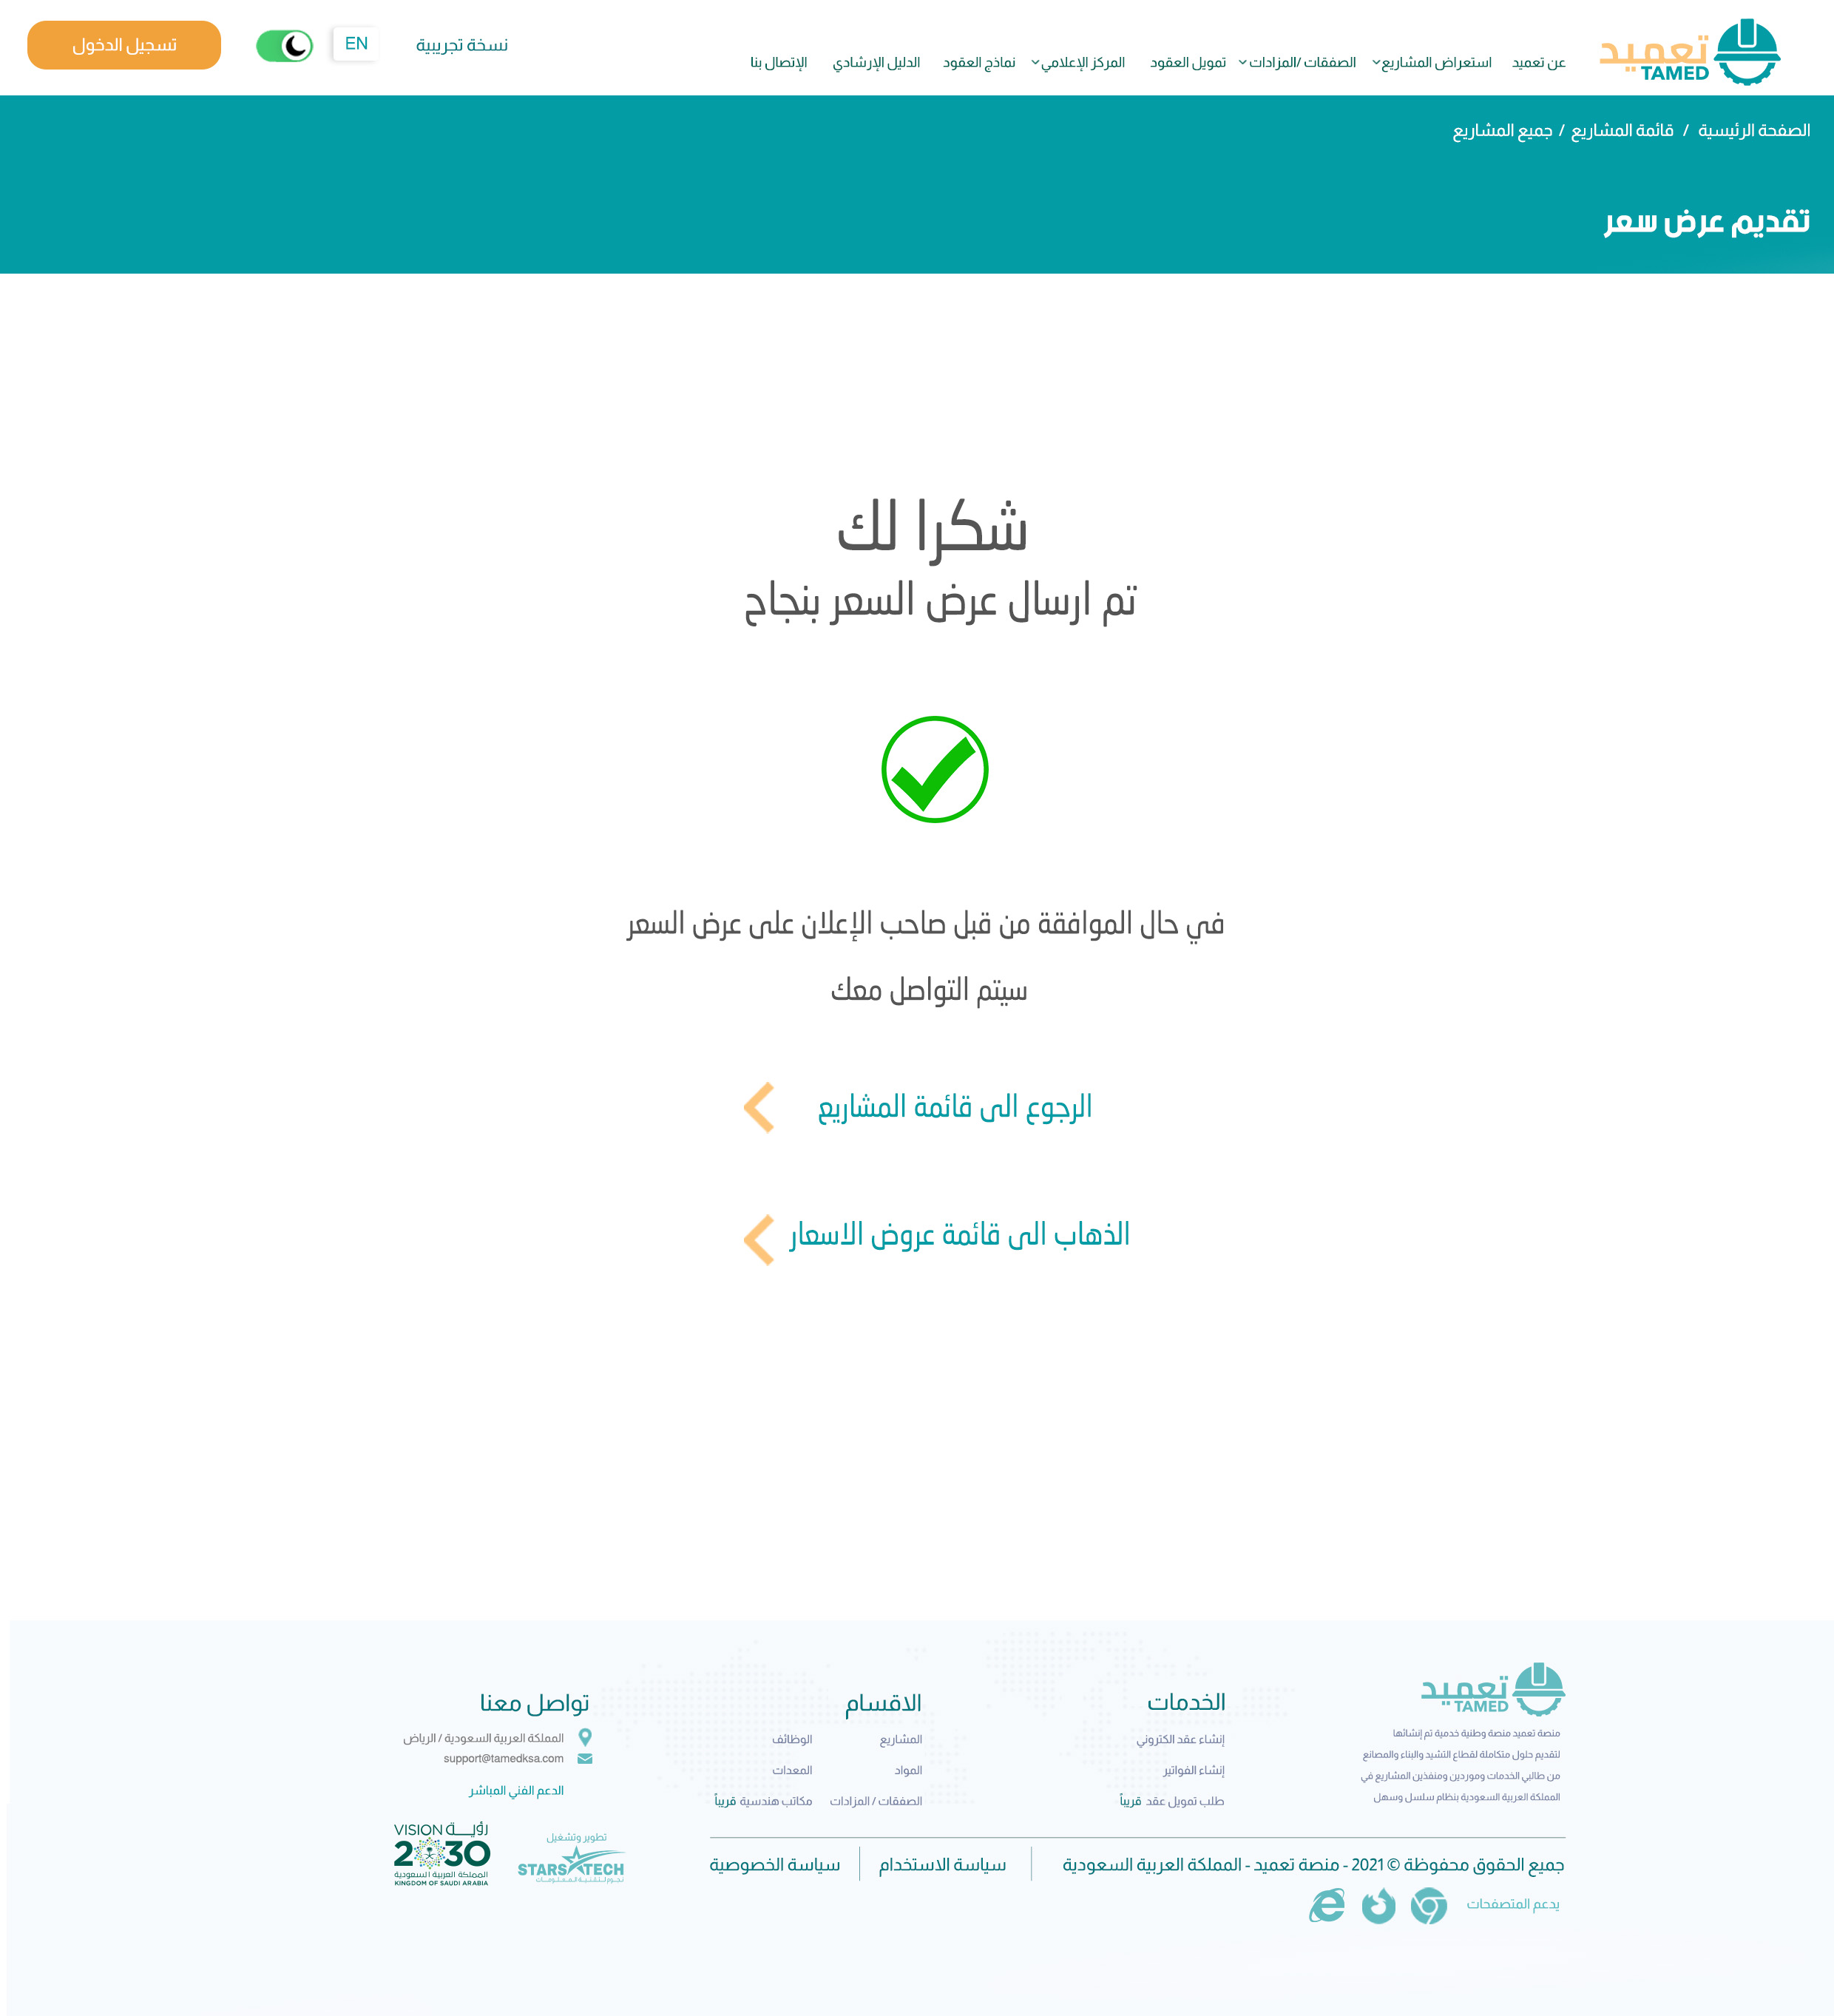 تعميد
TAMED
عن تعميد
استعراض المشاريع
الصفقات /المزادات
تمويل العقود
المركز الإعلامي
نماذج العقود
الدليل الإرشادي
الإتصال بنا
نسخة تجريبية
EN
تسجيل الدخول
الصفحة الرئيسية / قائمة المشاريع / جميع المشاريع
تقديم عرض سعر
شكرا لك
تم ارسال عرض السعر بنجاح
في حال الموافقة من قبل صاحب الإعلان على عرض السعر
سيتم التواصل معك
الرجوع الى قائمة المشاريع
الذهاب الى قائمة عروض الاسعار
تعميد
TAMED
منصة تعميد منصة وطنية خدمية تم إنشائها
لتقديم حلول متكاملة لقطاع التشيد والبناء والمصانع
من طالبي الخدمات وموردين ومنفذين المشاريع في
المملكة العربية السعودية بنظام سلسل وسهل
الخدمات
إنشاء عقد الكتروني
إنشاء الفواتير
طلب تمويل عقد قريباً
الاقسام
المشاريع
الوظائف
المواد
المعدات
الصفقات / المزادات
مكاتب هندسية قريباً
تواصل معنا
المملكة العربية السعودية / الرياض
support@tamedksa.com
الدعم الفني المباشر
جميع الحقوق محفوظة © 2021 - منصة تعميد - المملكة العربية السعودية
سياسة الاستخدام
سياسة الخصوصية
يدعم المتصفحات
تطوير وتشغيل
STARS TECH
نجوم التقنية للمعلومات
VISION رؤيــة
2030
المملكة العربية السعودية
KINGDOM OF SAUDI ARABIA